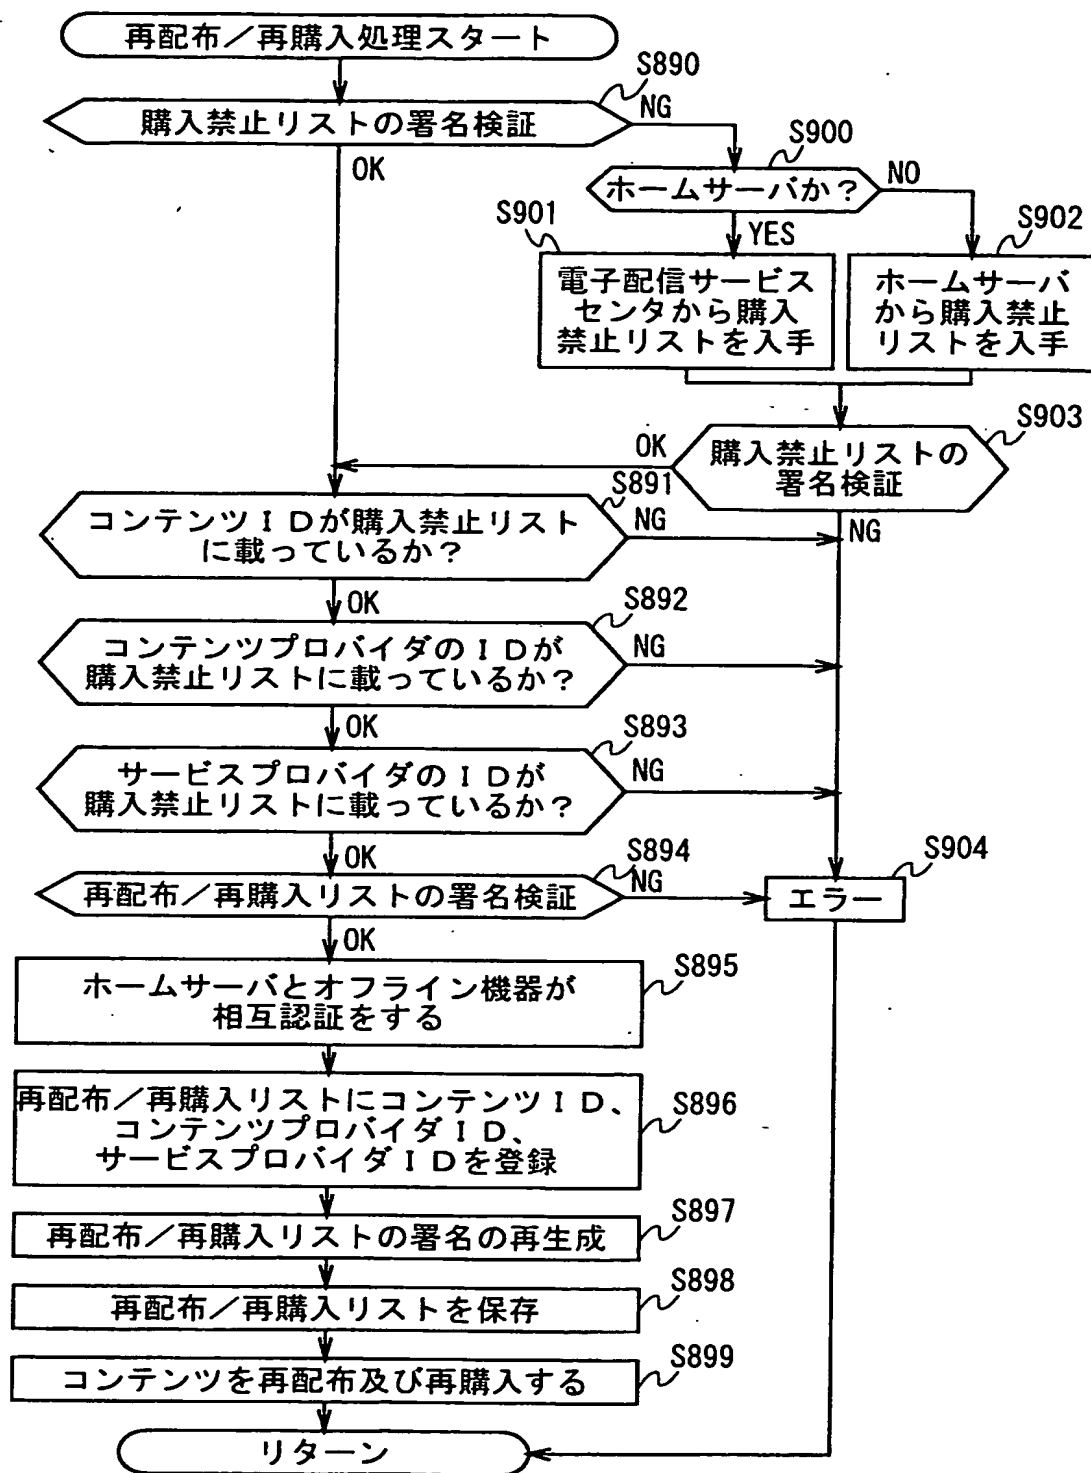 再配布／再購入処理スタート
S890
購入禁止リストの署名検証
NG
OK
S900
ホームサーバか？
NO
YES
S901
電子配信サービス
センタから購入
禁止リストを入手
S902
ホームサーバ
から購入禁止
リストを入手
S903
購入禁止リストの
署名検証
OK
NG
S891
コンテンツＩＤが購入禁止リスト
に載っているか？
NG
OK
S892
コンテンツプロバイダのＩＤが
購入禁止リストに載っているか？
NG
OK
S893
サービスプロバイダのＩＤが
購入禁止リストに載っているか？
NG
OK
S894
再配布／再購入リストの署名検証
NG
OK
S904
エラー
S895
ホームサーバとオフライン機器が
相互認証をする
S896
再配布／再購入リストにコンテンツＩＤ、
コンテンツプロバイダＩＤ、
サービスプロバイダＩＤを登録
S897
再配布／再購入リストの署名の再生成
S898
再配布／再購入リストを保存
S899
コンテンツを再配布及び再購入する
リターン